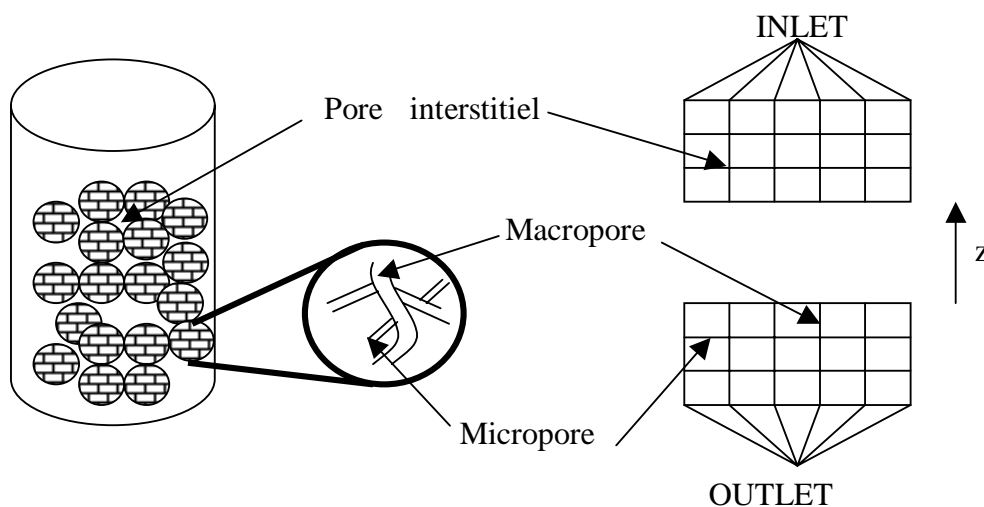 INLET
Pore interstitiel
Macropore
z
Micropore
OUTLET